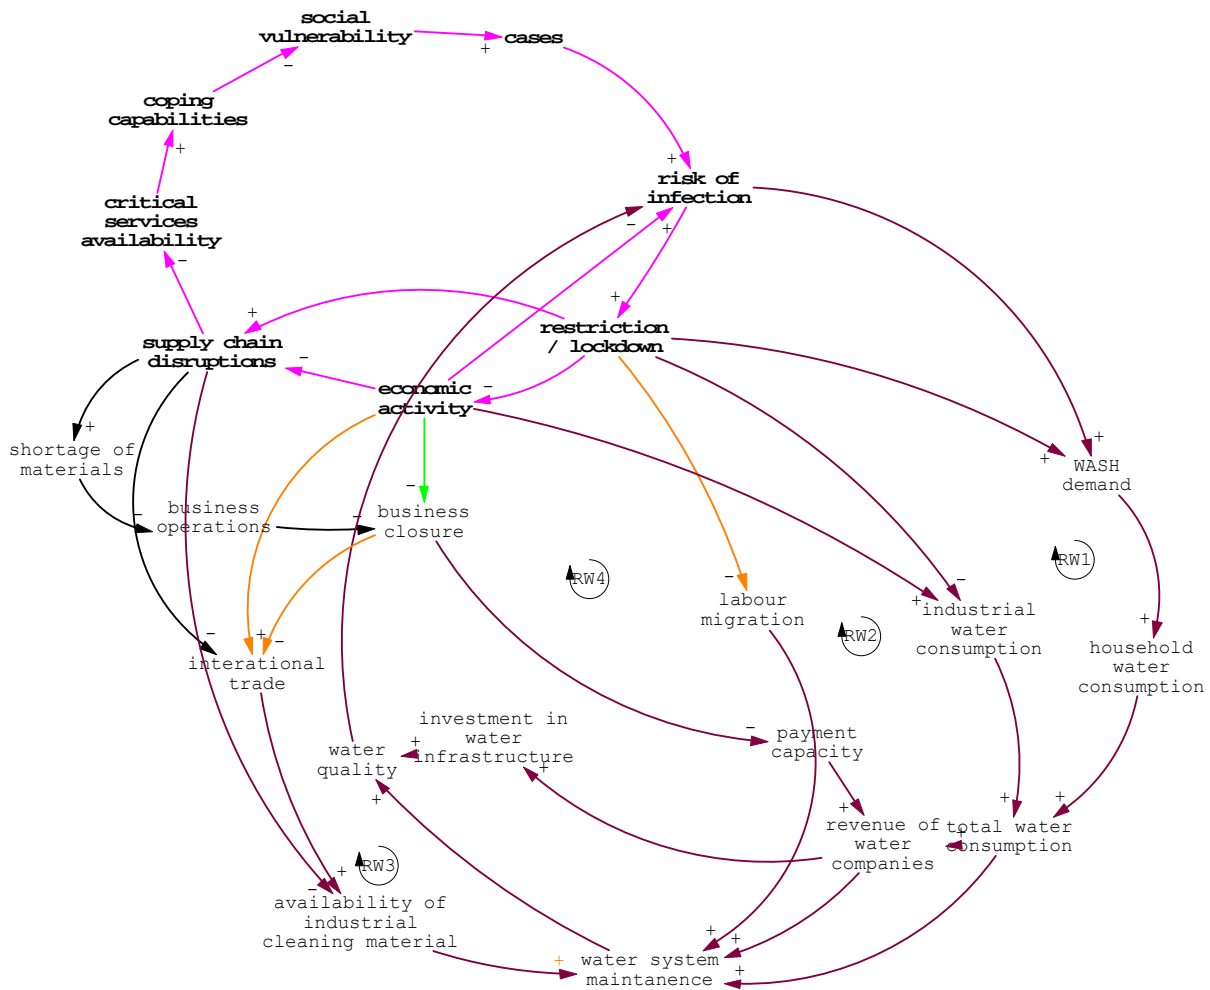 social
vulnerability
cases
+
−
coping
capabilities
+
+
risk of
infection
critical
services
availability
−
−
+
+
+
restriction
/ lockdown
supply chain
disruptions
−
−
economic
activity
+
shortage of
materials
+
+
WASH
demand
−
−
−
business
operations
business
closure
RW1
RW4
−
−
labour
migration
+
industrial
water
consumption
RW2
+
household
water
consumption
−
+
−
interational
trade
investment in
water
infrastructure
+
+
water
quality
−
payment
capacity
+
+
+
+
revenue of
water
companies
+
total water
consumption
RW3
+
−
availability of
industrial
cleaning material
+
+
+
+
water system
maintanence